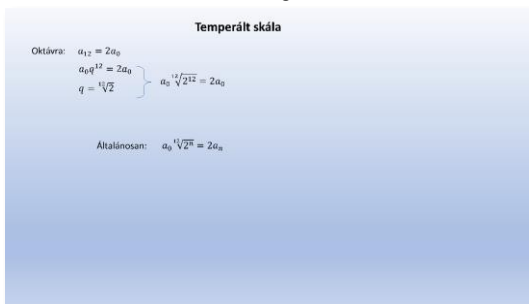 Temperált skála
Oktávra: a₁₂ = 2a₀
a₀q¹² = 2a₀
q = ¹²√2
a₀ ¹²√2¹² = 2a₀
Általánosan: a₀ ¹²√2ⁿ = 2aₙ